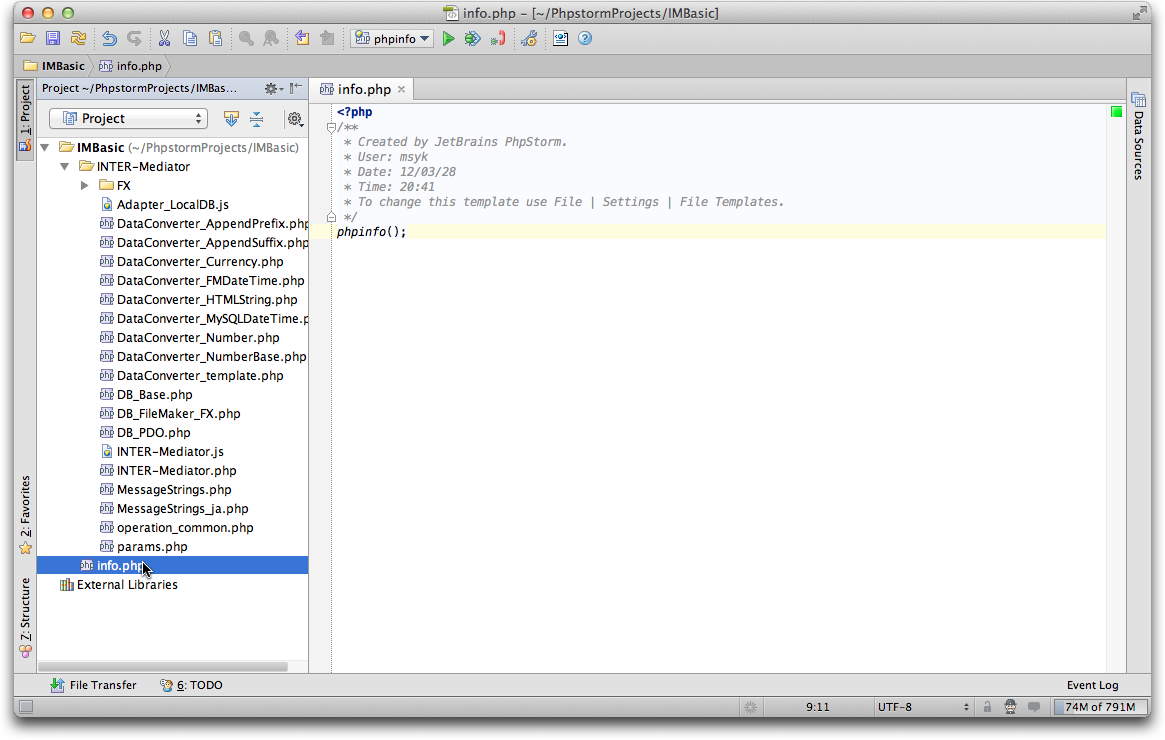 info.php – [~/PhpstormProjects/IMBasic]
phpinfo
IMBasic info.php
Project ~/PhpstormProjects/IMBas...
info.php
1: Project
Project
IMBasic (~/PhpstormProjects/IMBasic)
INTER-Mediator
FX
Adapter_LocalDB.js
DataConverter_AppendPrefix.php
DataConverter_AppendSuffix.php
DataConverter_Currency.php
DataConverter_FMDateTime.php
DataConverter_HTMLString.php
DataConverter_MySQLDateTime.p
DataConverter_Number.php
DataConverter_NumberBase.php
DataConverter_template.php
DB_Base.php
DB_FileMaker_FX.php
DB_PDO.php
INTER-Mediator.js
INTER-Mediator.php
MessageStrings.php
MessageStrings_ja.php
operation_common.php
params.php
info.php
External Libraries
2: Favorites
Z: Structure
<?php
/**
* Created by JetBrains PhpStorm.
* User: msyk
* Date: 12/03/28
* Time: 20:41
* To change this template use File | Settings | File Templates.
*/
phpinfo();
Data Sources
File Transfer
6: TODO
Event Log
9:11
UTF-8
74M of 791M